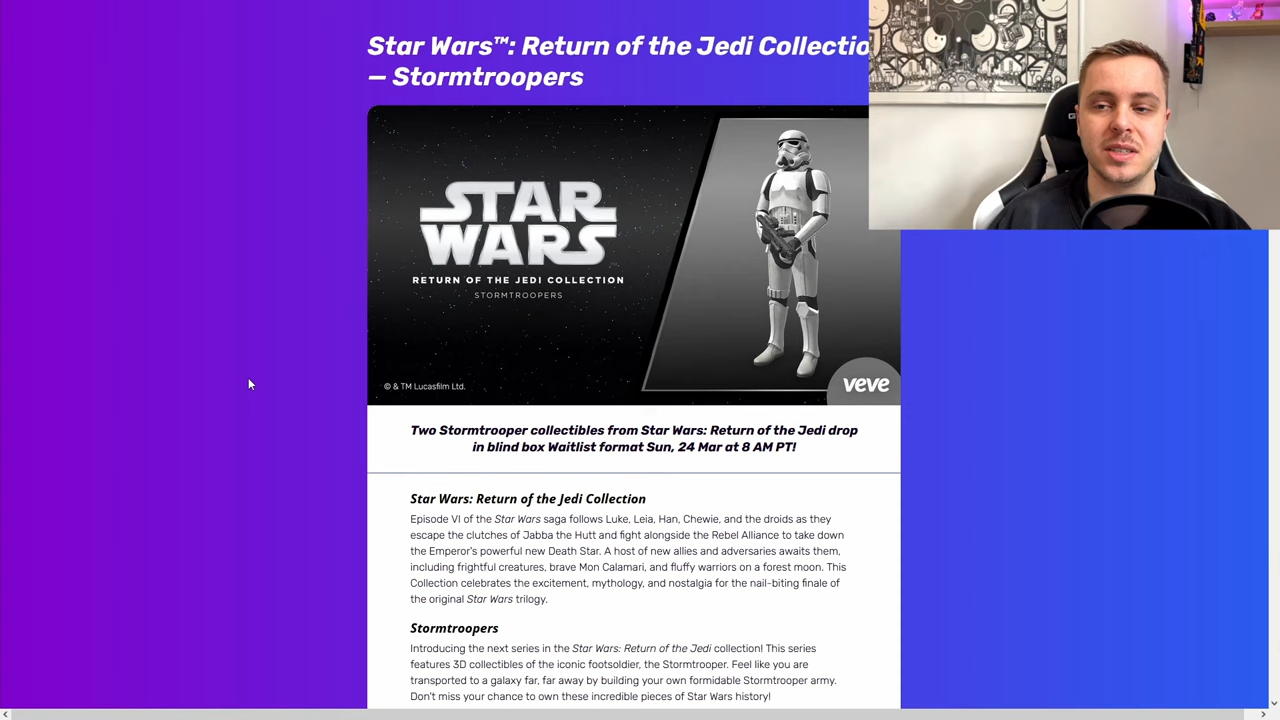 Star Wars™: Return of the Jedi Collectio
— Stormtroopers
STAR
WARS
RETURN OF THE JEDI COLLECTION
STORMTROOPERS
© & TM Lucasfilm Ltd.
veve
Two Stormtrooper collectibles from Star Wars: Return of the Jedi drop
in blind box Waitlist format Sun, 24 Mar at 8 AM PT!
Star Wars: Return of the Jedi Collection
Episode VI of the Star Wars saga follows Luke, Leia, Han, Chewie, and the droids as they
escape the clutches of Jabba the Hutt and fight alongside the Rebel Alliance to take down
the Emperor's powerful new Death Star. A host of new allies and adversaries awaits them,
including frightful creatures, brave Mon Calamari, and fluffy warriors on a forest moon. This
Collection celebrates the excitement, mythology, and nostalgia for the nail-biting finale of
the original Star Wars trilogy.
Stormtroopers
Introducing the next series in the Star Wars: Return of the Jedi collection! This series
features 3D collectibles of the iconic footsoldier, the Stormtrooper. Feel like you are
transported to a galaxy far, far away by building your own formidable Stormtrooper army.
Don't miss your chance to own these incredible pieces of Star Wars history!